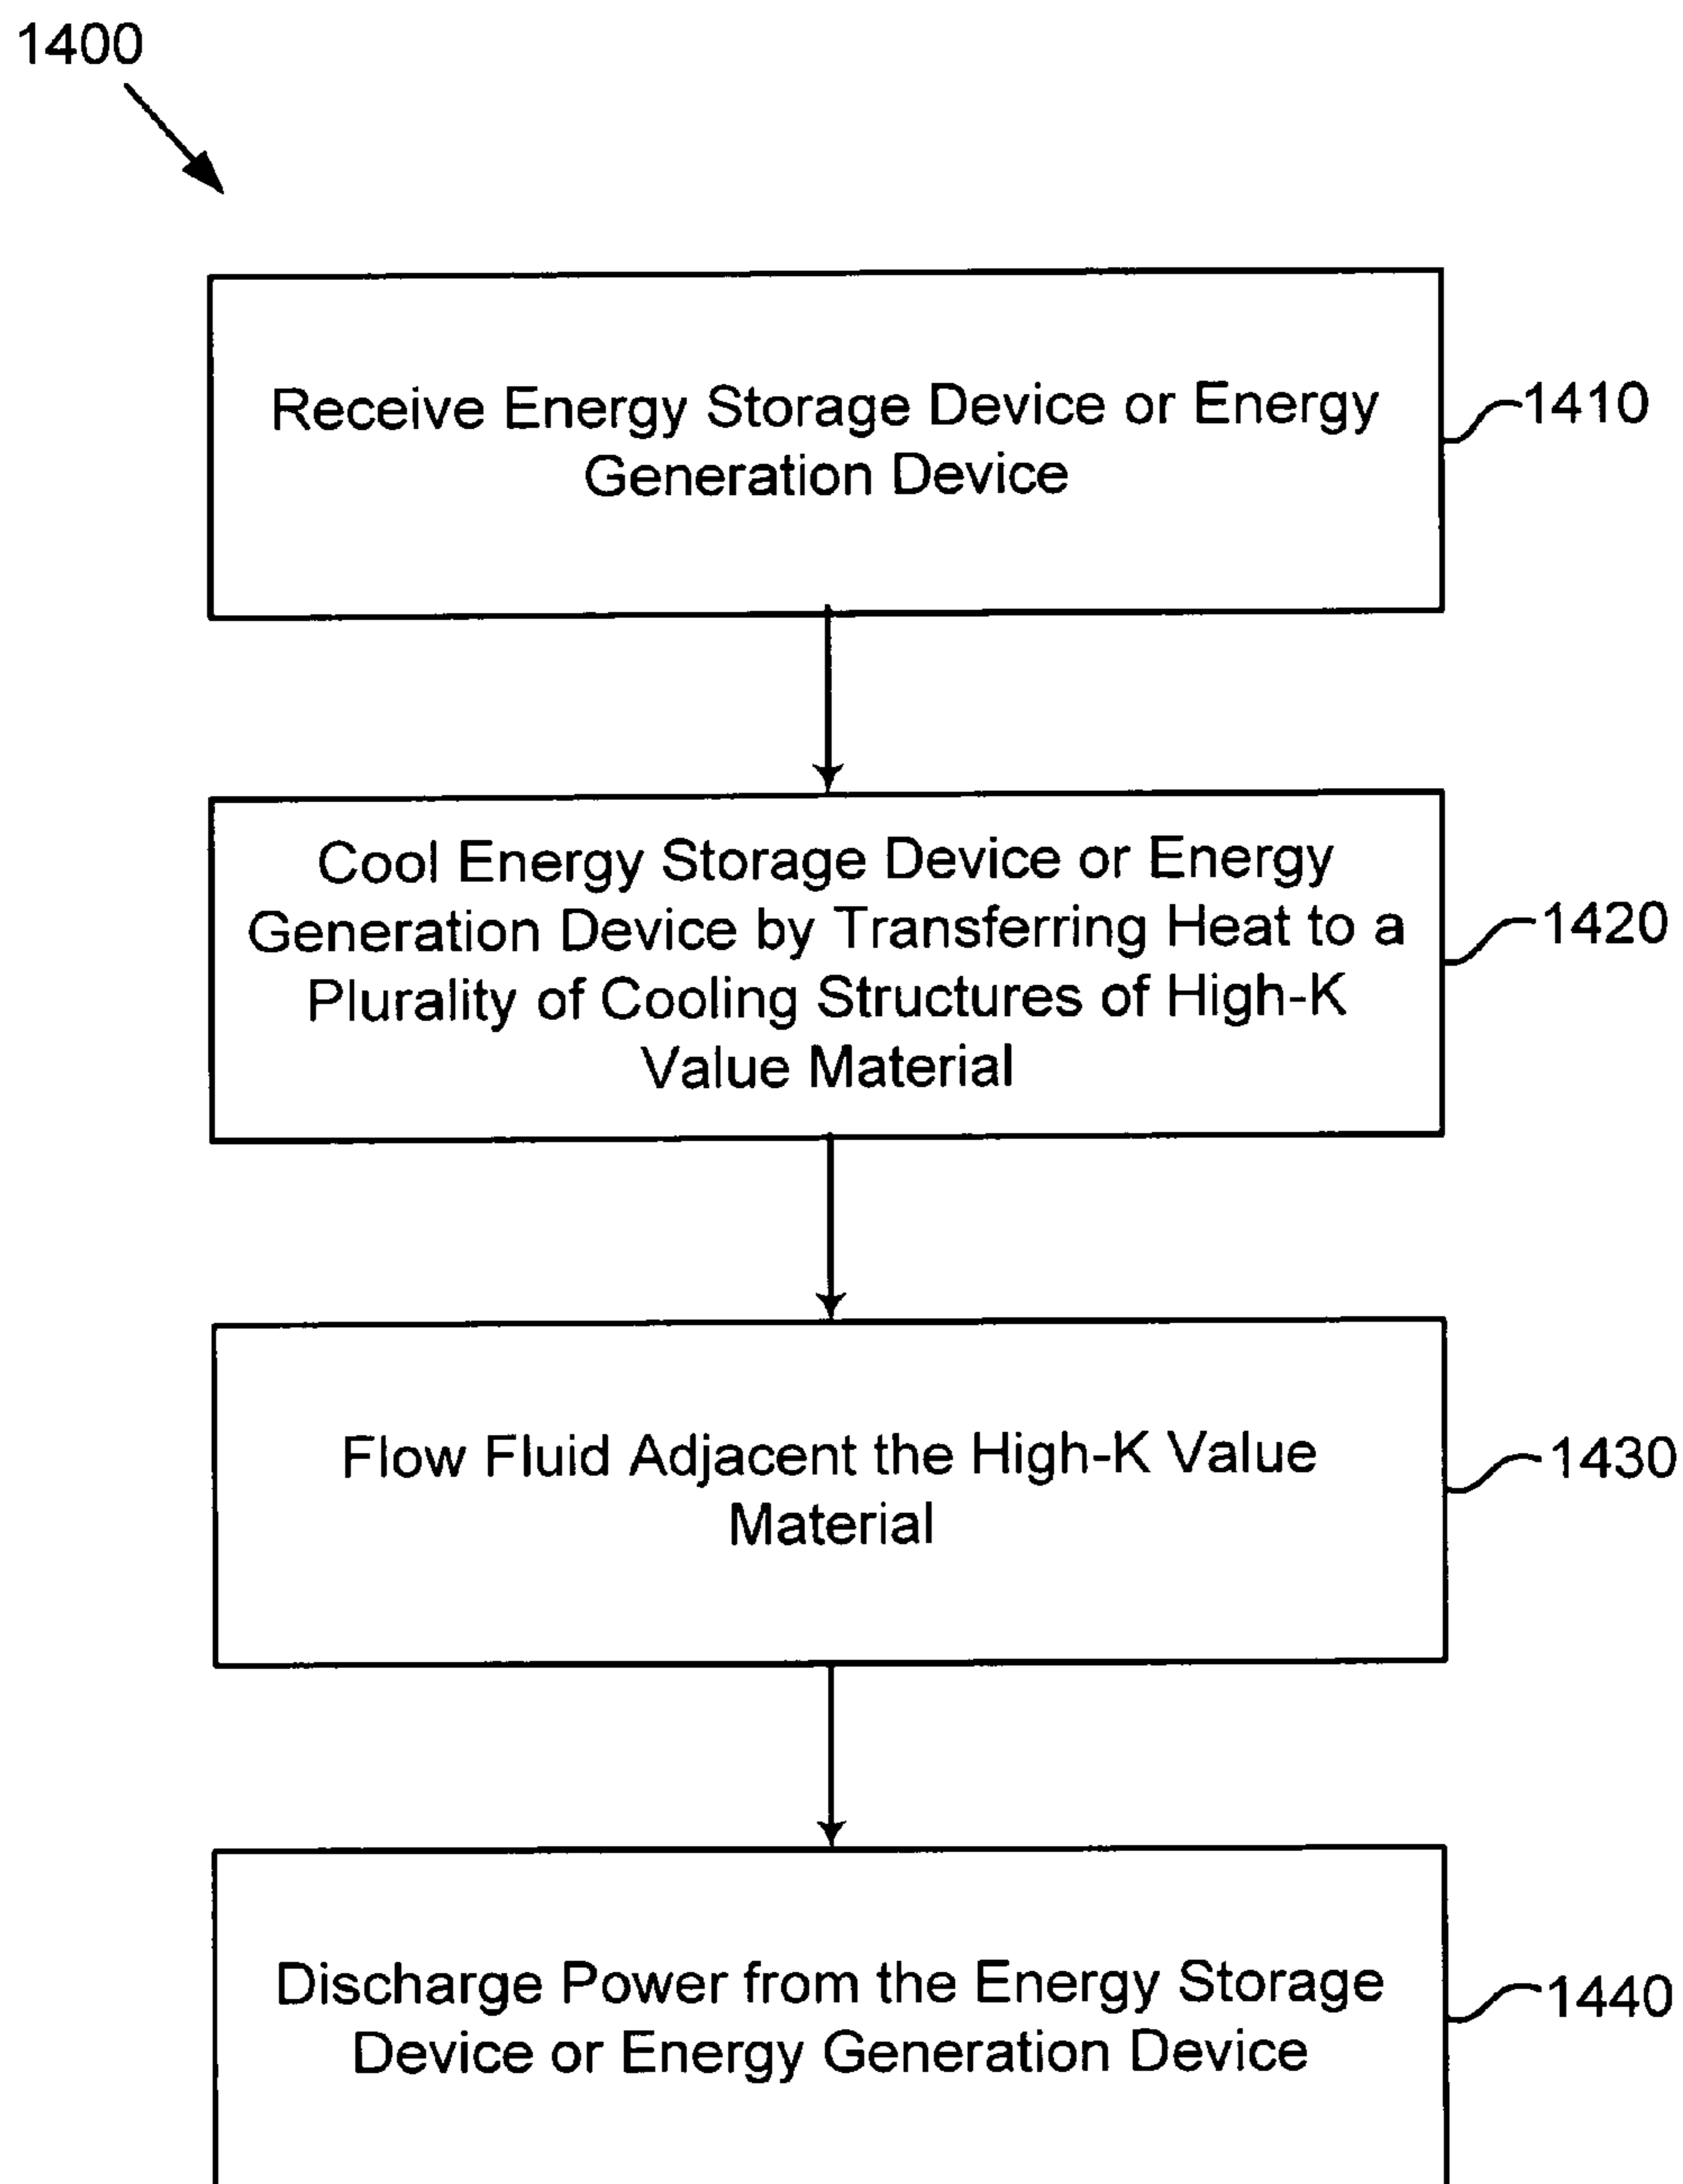 1400
Receive Energy Storage Device or Energy
Generation Device
1410
Cool Energy Storage Device or Energy
Generation Device by Transferring Heat to a
Plurality of Cooling Structures of High-K
Value Material
1420
Flow Fluid Adjacent the High-K Value
Material
1430
Discharge Power from the Energy Storage
Device or Energy Generation Device
1440